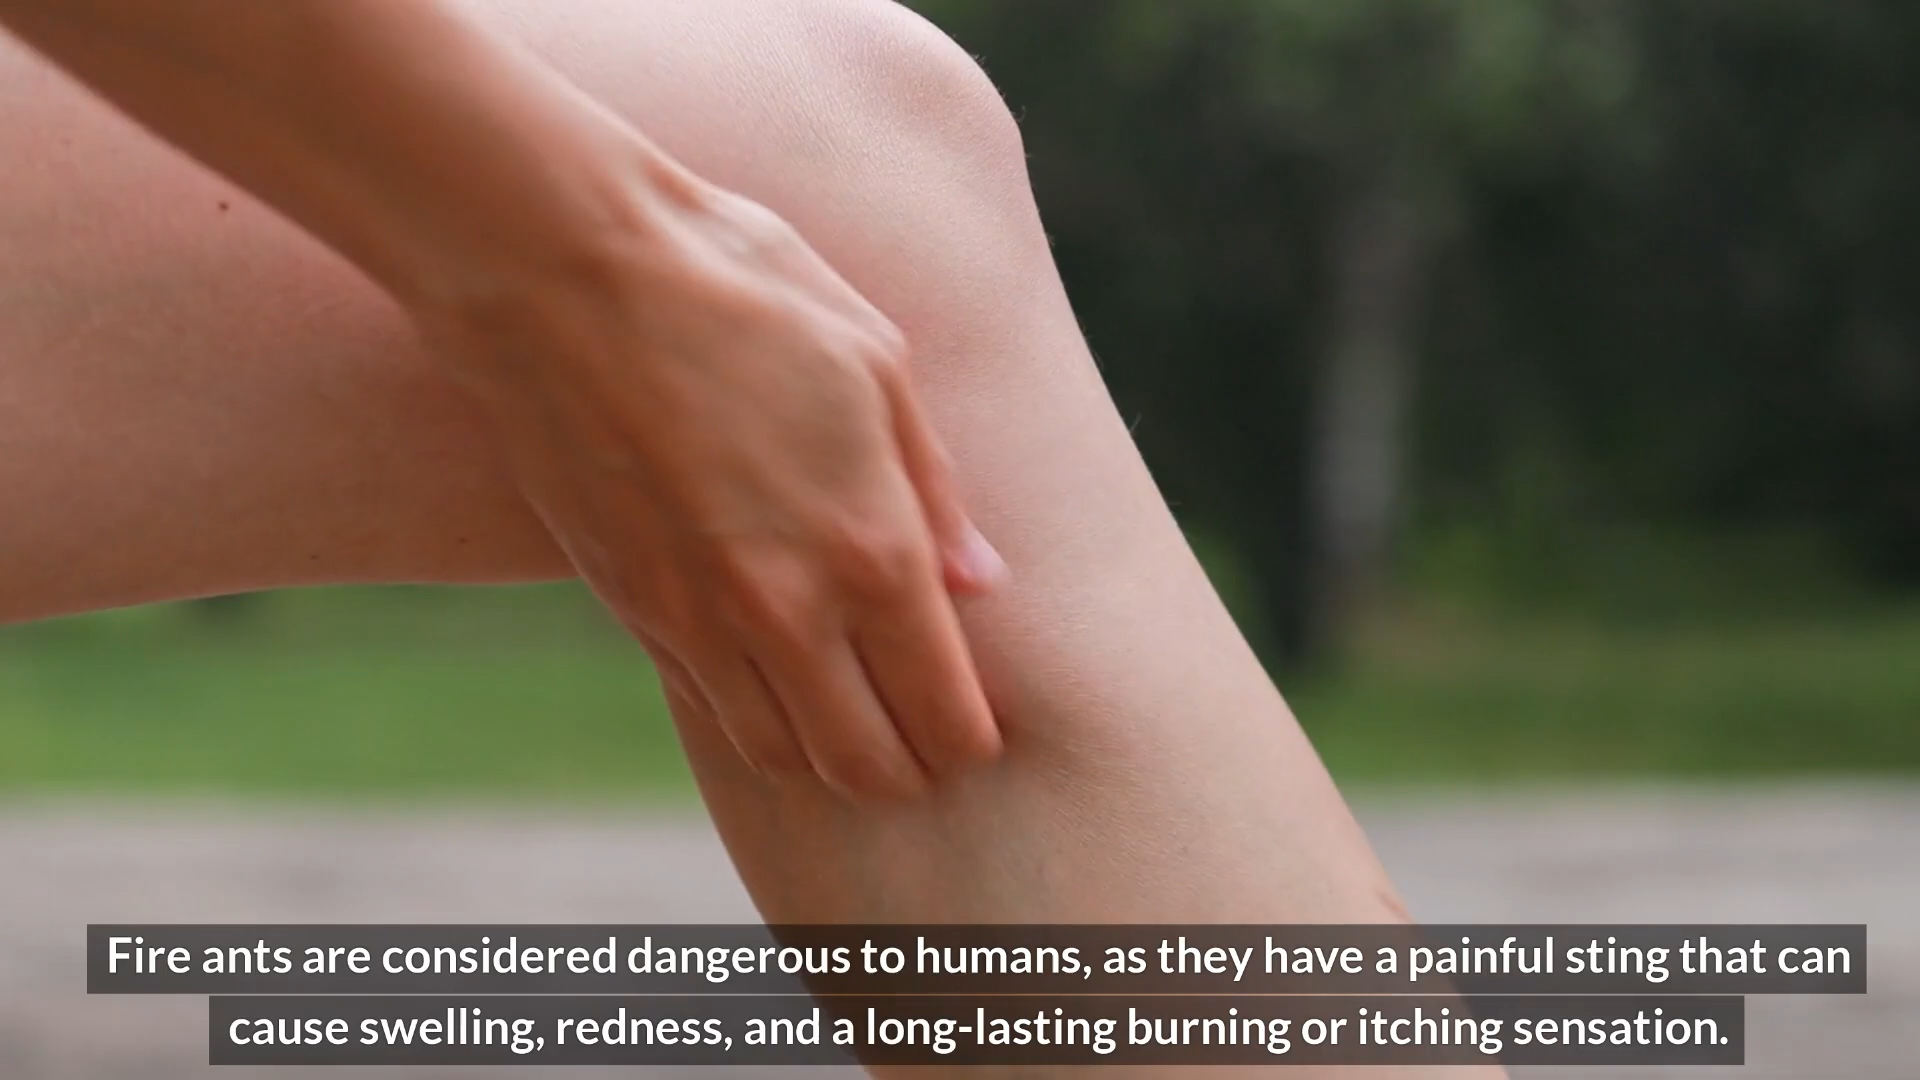 Fire ants are considered dangerous to humans, as they have a painful sting that can
cause swelling, redness, and a long-lasting burning or itching sensation.